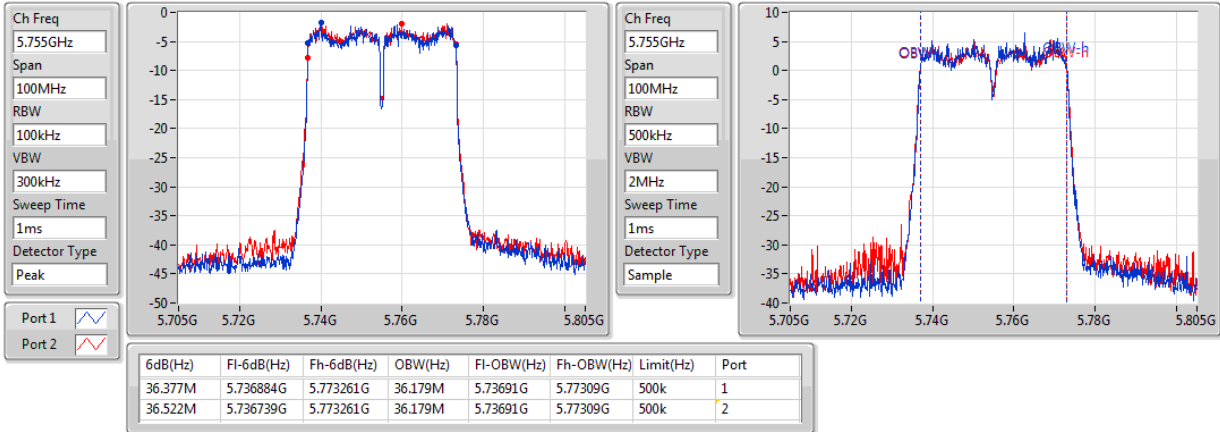 Ch Freq
5.755GHz
Span
100MHz
RBW
100kHz
VBW
300kHz
Sweep Time
1ms
Detector Type
Peak
Port 1
Port 2
0
-5
-10
-15
-20
-25
-30
-35
-40
-45
-50
5.705G 5.72G 5.74G 5.76G 5.78G 5.805G
Ch Freq
5.755GHz
Span
100MHz
RBW
500kHz
VBW
2MHz
Sweep Time
1ms
Detector Type
Sample
10
5
0
-5
-10
-15
-20
-25
-30
-35
-40
5.705G 5.72G 5.74G 5.76G 5.78G 5.805G
6dB(Hz) Fl-6dB(Hz) Fh-6dB(Hz) OBW(Hz) Fl-OBW(Hz) Fh-OBW(Hz) Limit(Hz) Port
36.377M 5.736884G 5.773261G 36.179M 5.73691G 5.77309G 500k 1
36.522M 5.736739G 5.773261G 36.179M 5.73691G 5.77309G 500k 2